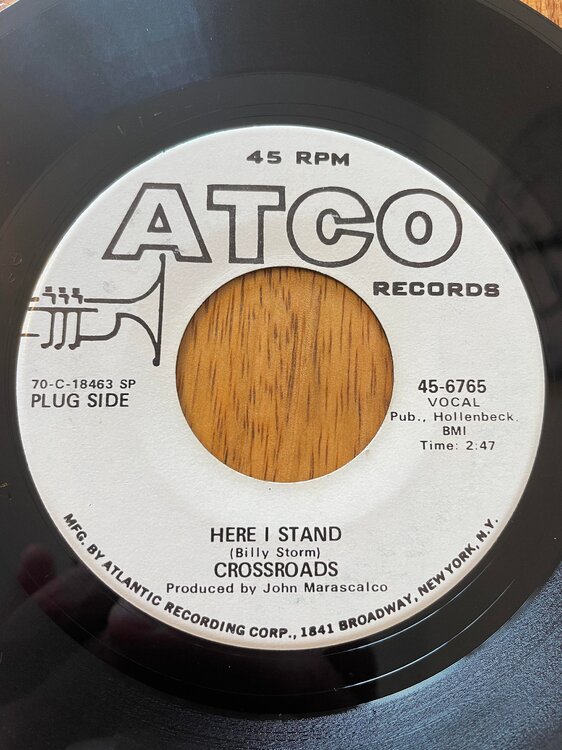 45 RPM
ATCO
RECORDS
70-C-18463 SP
PLUG SIDE
45-6765
VOCAL
Pub., Hollenbeck,
BMI
Time: 2:47
HERE I STAND
(Billy Storm)
CROSSROADS
Produced by John Marascalco
MFG. BY ATLANTIC RECORDING CORP., 1841 BROADWAY, NEW YORK, N.Y.